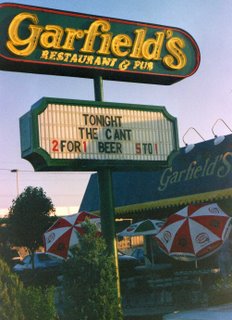 Garfield's
RESTAURANT & PUB
TONIGHT
THE CANT
2 FOR 1 BEER 5 TO 1
Garfield's